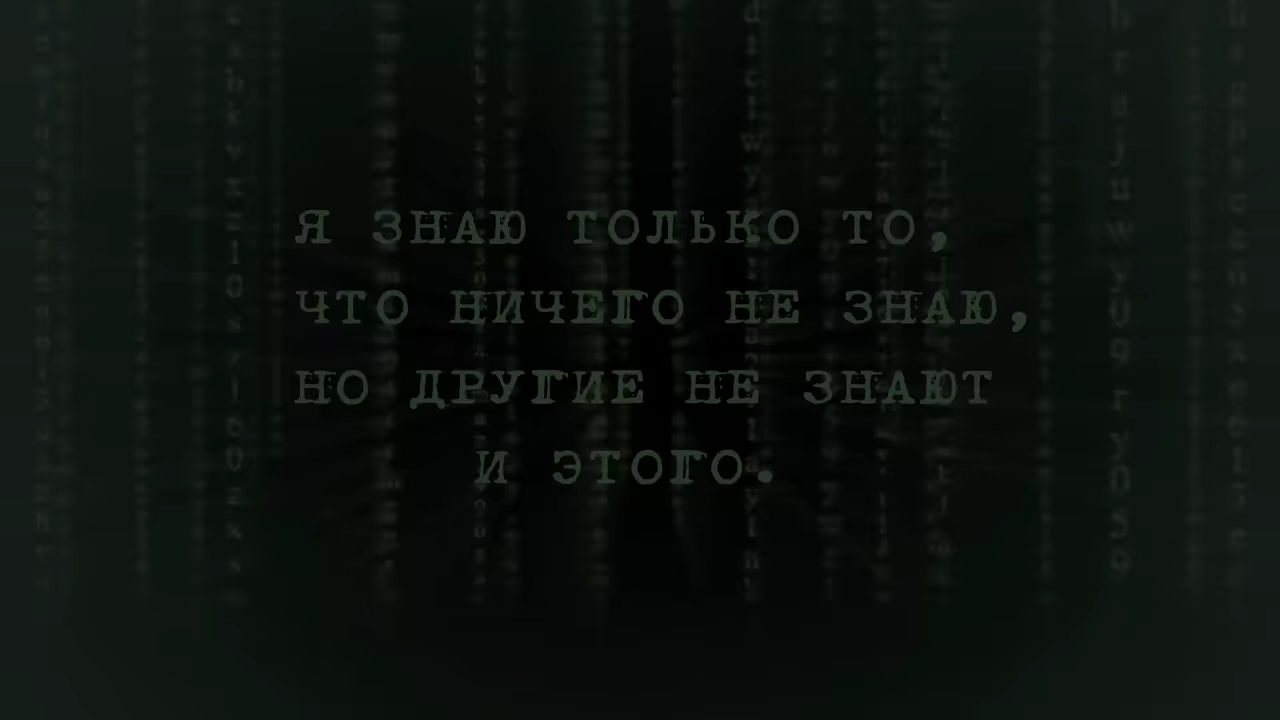 Я ЗНАЮ ТОЛЬКО ТО,
ЧТО НИЧЕГО НЕ ЗНАЮ,
НО ДРУГИЕ НЕ ЗНАЮТ
И ЭТОГО.